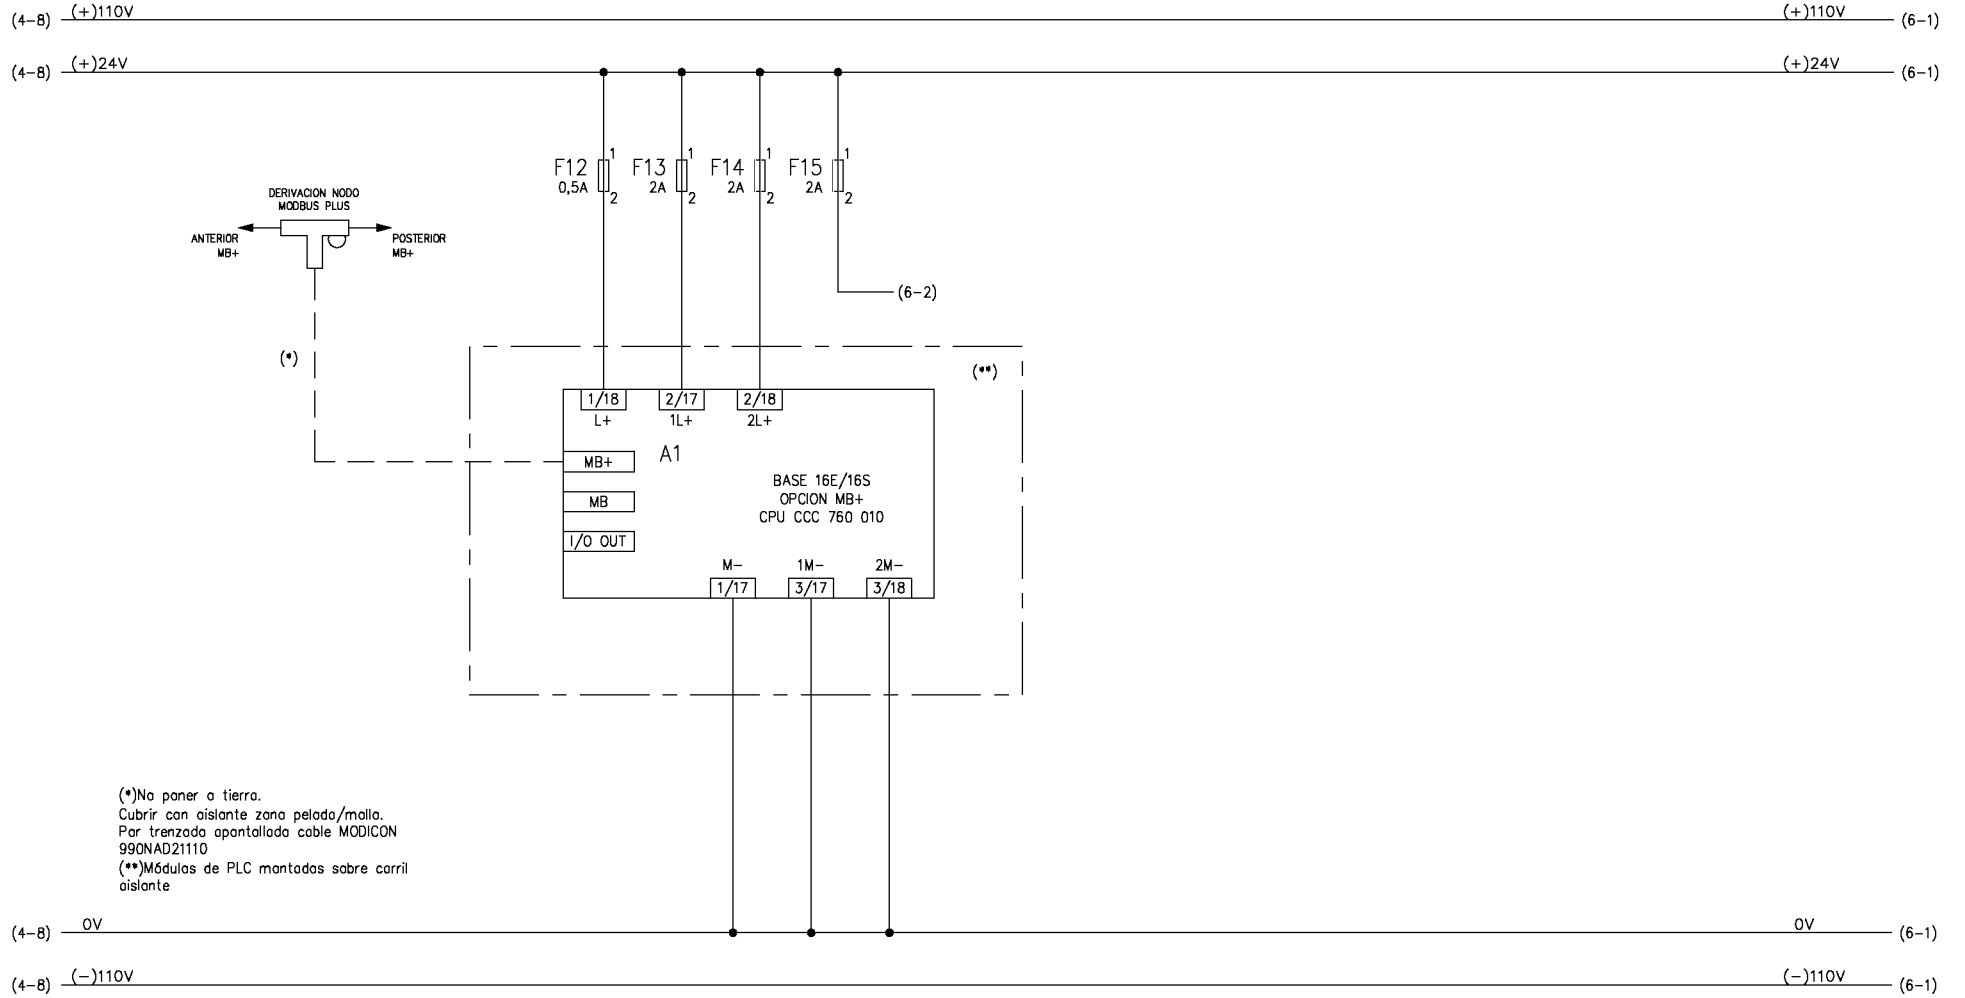 (4-8) (+)110V (+)110V (6-1)
(4-8) (+)24V (+)24V (6-1)
F12 0,5A 1 2
F13 2A 1 2
F14 2A 1 2
F15 2A 1 2
DERIVACION NODO
MODBUS PLUS
ANTERIOR
MB+
POSTERIOR
MB+
(6-2)
(*)
(**)
1/18 2/17 2/18
L+ 1L+ 2L+
A1
MB+
MB
I/O OUT
BASE 16E/16S
OPCION MB+
CPU CCC 760 010
M- 1M- 2M-
1/17 3/17 3/18
(*)No poner a tierra.
Cubrir con aislante zona pelada/malla.
Par trenzado apantallado cable MODICON
990NAD21110
(**)Módulos de PLC montados sobre carril
aislante
(4-8) 0V 0V (6-1)
(4-8) (-)110V (-)110V (6-1)